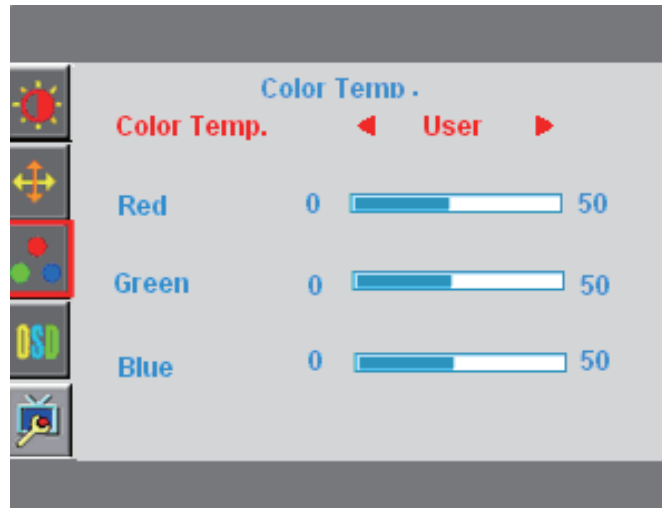 Color Temp.
Color Temp. User
Red 0 50
Green 0 50
OSD
Blue 0 50